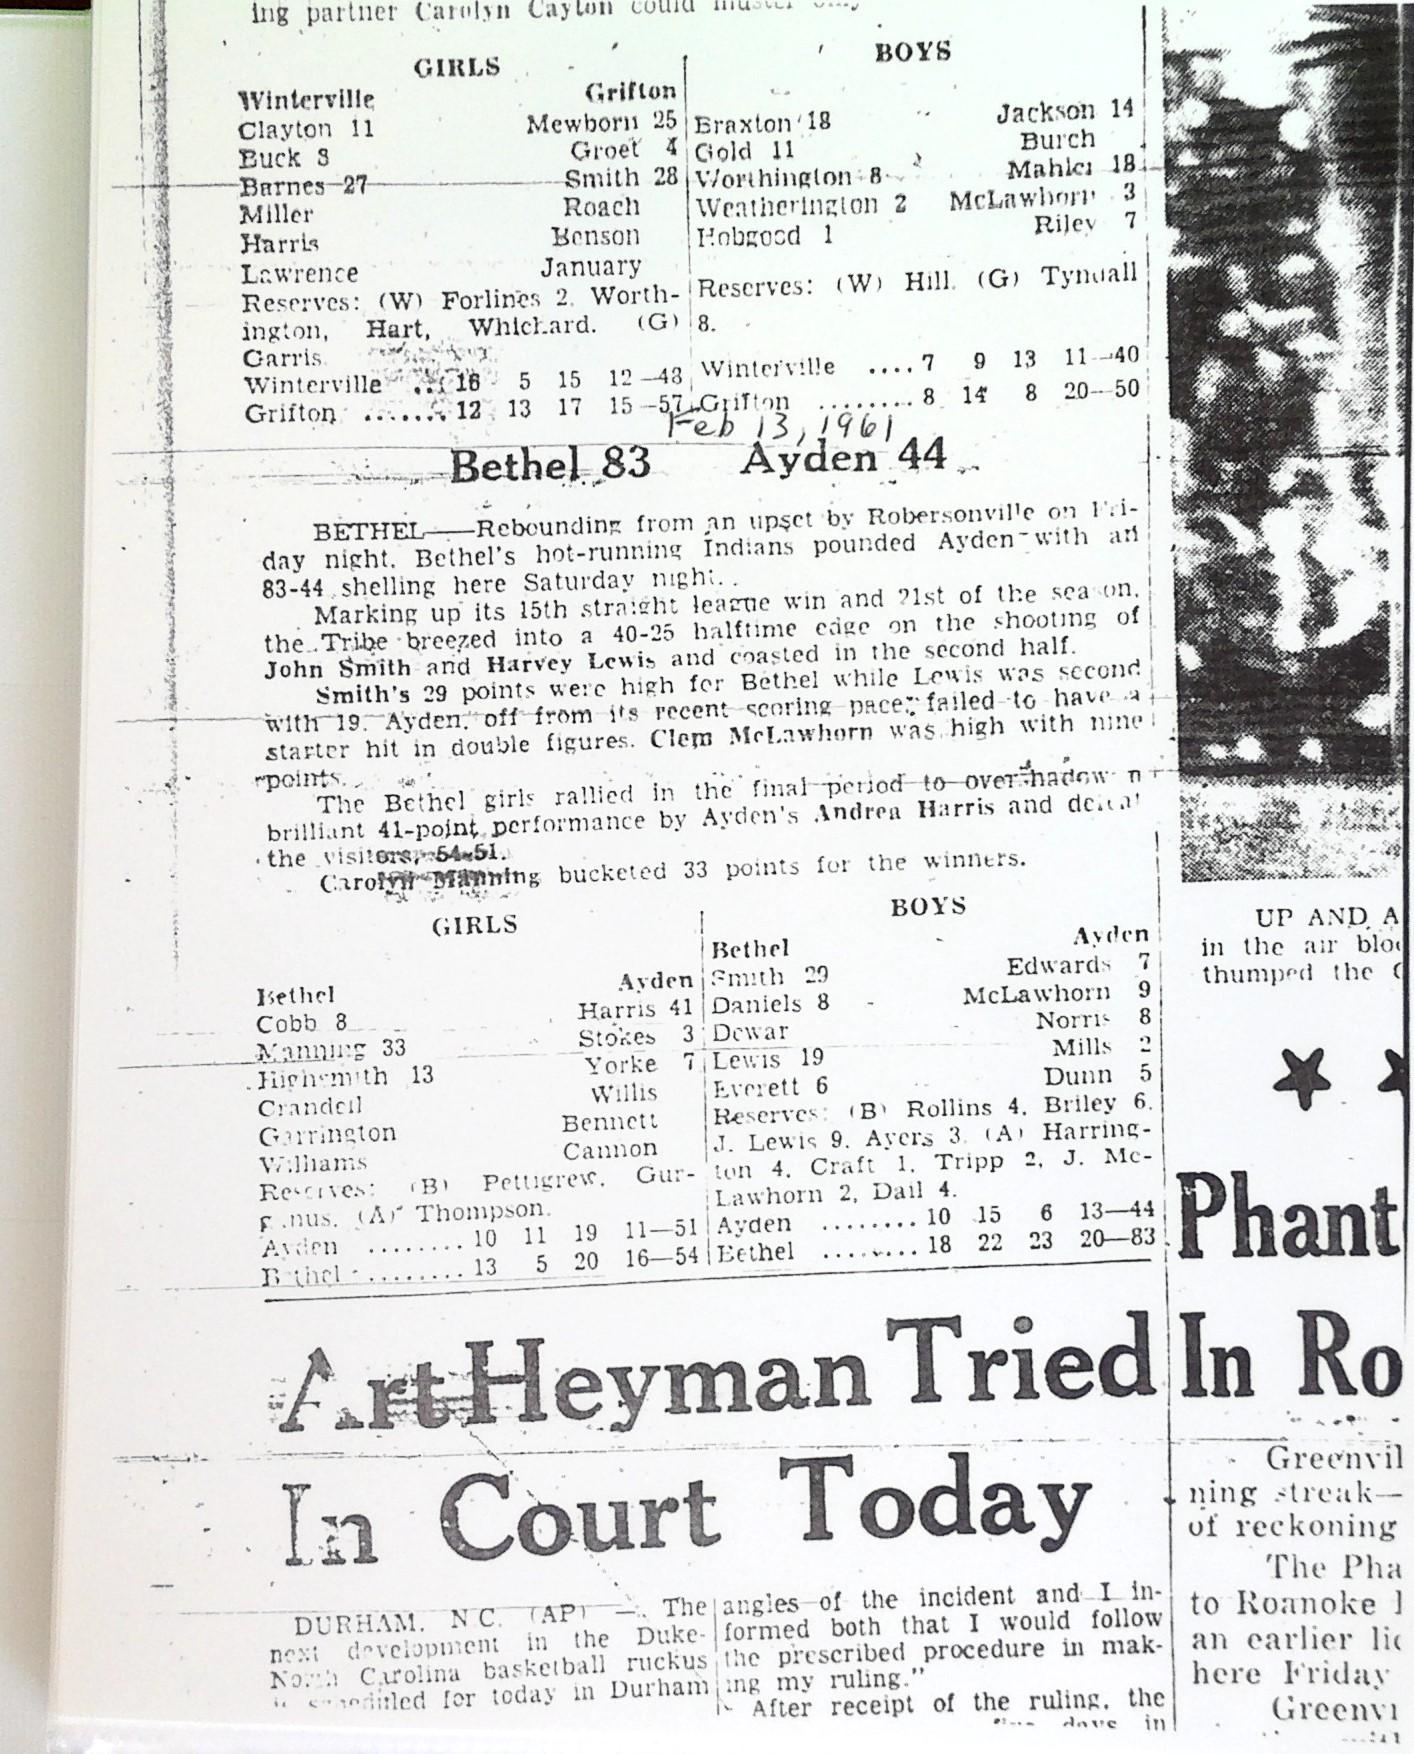 ing partner Carolyn Cayton could muster only
GIRLS
Winterville Grifton
Clayton 11 Mewborn 25
Buck 3 Groet 4
Barnes 27 Smith 28
Miller Roach
Harris Benson
Lawrence January
Reserves: (W) Forlines 2. Worth-
ington, Hart, Whichard. (G)
Garris.
Winterville ... 16 5 15 12—48
Grifton ....... 12 13 17 15—57
BOYS
Braxton 18 Jackson 14
Gold 11 Burch
Worthington 8 Mahler 18
Weatherington 2 McLawhorn 3
Hobgood 1 Riley 7
Reserves: (W) Hill. (G) Tyndall
8.
Winterville .... 7 9 13 11—40
Grifton ........ 8 14 8 20—50
Feb 13, 1961
Bethel 83 Ayden 44
BETHEL—Rebounding from an upset by Robersonville on Fri-
day night, Bethel's hot-running Indians pounded Ayden with an
83-44 shelling here Saturday night.
Marking up its 15th straight league win and 21st of the season,
the Tribe breezed into a 40-25 halftime edge on the shooting of
John Smith and Harvey Lewis and coasted in the second half.
Smith's 29 points were high for Bethel while Lewis was second
with 19. Ayden, off from its recent scoring pace, failed to have a
starter hit in double figures. Clem McLawhorn was high with nine
points.
The Bethel girls rallied in the final period to overshadow
brilliant 41-point performance by Ayden's Andrea Harris and defeat
the visitors, 54-51.
Carolyn Manning bucketed 33 points for the winners.
GIRLS
Bethel Ayden
Cobb 8 Harris 41
Manning 33 Stokes 3
Highsmith 13 Yorke 7
Crandell Willis
Garrington Bennett
Williams Cannon
Reserves: (B) Pettigrew, Gur-
ganus. (A) Thompson.
Ayden ........ 10 11 19 11—51
Bethel ........ 13 5 20 16—54
BOYS
Bethel Ayden
Smith 29 Edwards 7
Daniels 8 McLawhorn 9
Dewar Norris 8
Lewis 19 Mills 2
Everett 6 Dunn 5
Reserves: (B) Rollins 4, Briley 6,
J. Lewis 9, Ayers 3. (A) Harring-
ton 4, Craft 1, Tripp 2, J. Mc-
Lawhorn 2, Dail 4.
Ayden ........ 10 15 6 13—44
Bethel ........ 18 22 23 20—83
Art Heyman Tried
In Court Today
DURHAM, N.C. (AP) — The
next development in the Duke-
North Carolina basketball ruckus
is scheduled for today in Durham
angles of the incident and I in-
formed both that I would follow
the prescribed procedure in mak-
ing my ruling."
After receipt of the ruling, the
days in
UP AND A
in the air bloc
thumped the
Phant
In Ro
Greenvil
ning streak—
of reckoning
The Pha
to Roanoke
an earlier lic
here Friday
Greenvi